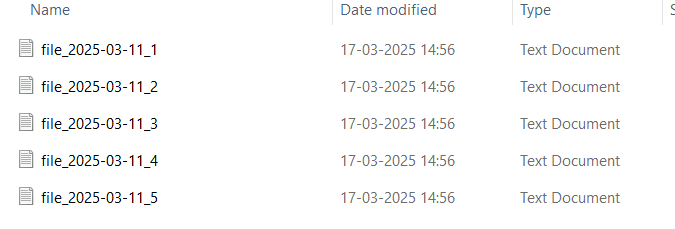 Name Date modified Type
file_2025-03-11_1 17-03-2025 14:56 Text Document
file_2025-03-11_2 17-03-2025 14:56 Text Document
file_2025-03-11_3 17-03-2025 14:56 Text Document
file_2025-03-11_4 17-03-2025 14:56 Text Document
file_2025-03-11_5 17-03-2025 14:56 Text Document